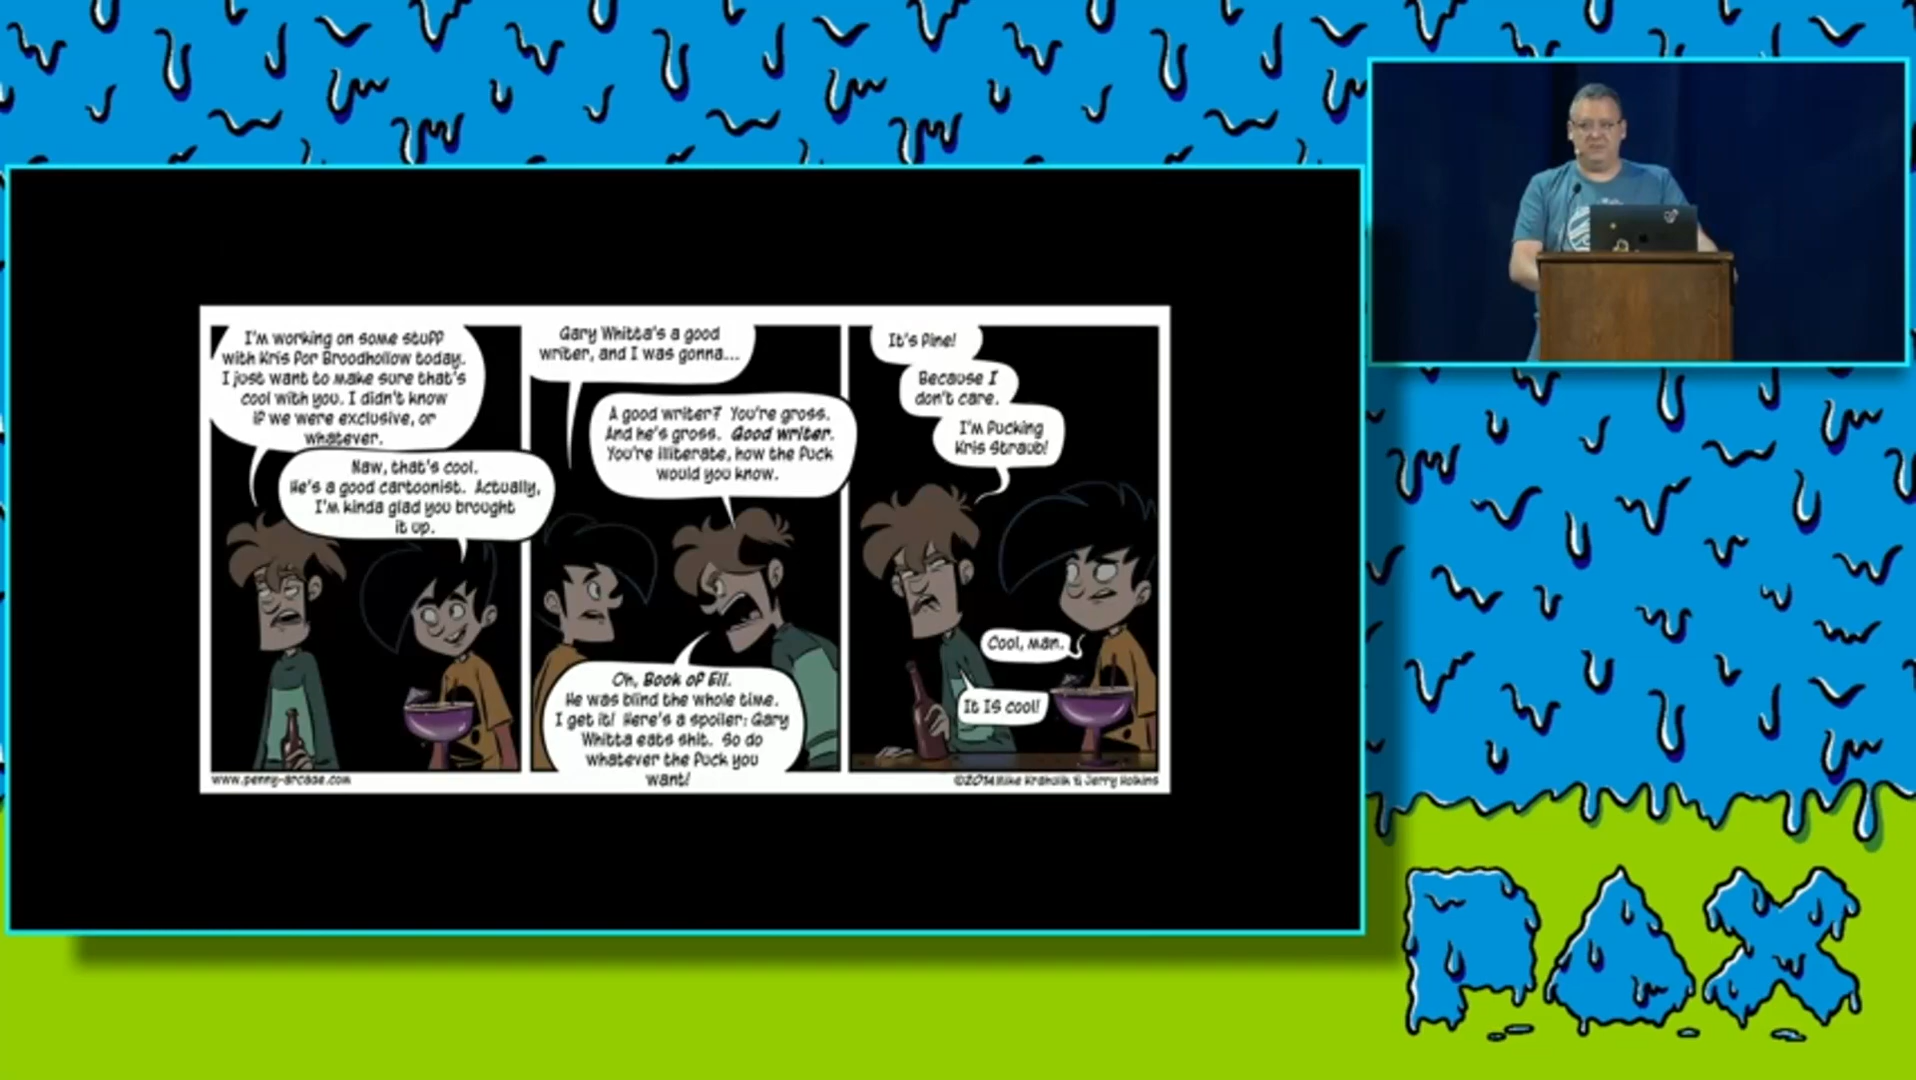 I'm working on some stuff
with Kris for Broodhollow today.
I just want to make sure that's
cool with you. I didn't know
if we were exclusive, or
whatever.
Naw, that's cool.
He's a good cartoonist. Actually,
I'm kinda glad you brought
it up.
Gary Whitta's a good
writer, and I was gonna...
A good writer? You're gross.
And he's gross. Good writer.
You're illiterate, how the fuck
would you know.
Oh, Book of Eli.
He was blind the whole time.
I get it! Here's a spoiler: Gary
Whitta eats shit. So do
whatever the fuck you
want!
It's fine!
Because I
don't care.
I'm fucking
Kris Straub!
Cool, man.
It IS cool!
www.penny-arcade.com
©2014 Mike Krahulik & Jerry Holkins
PAX